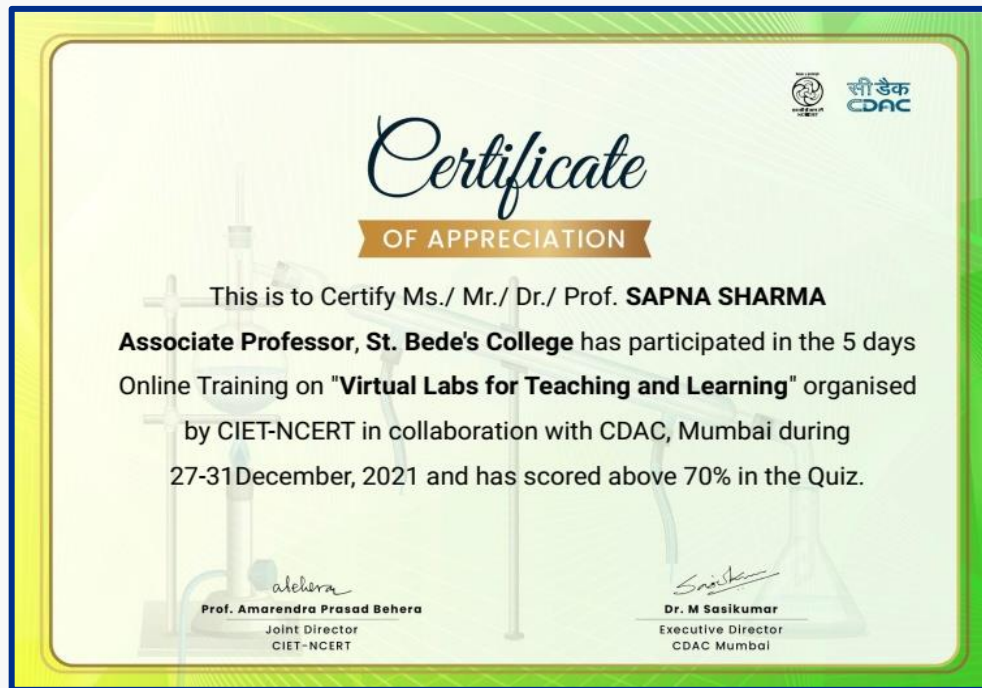 सी डैक
CDAC
Certificate
OF APPRECIATION
This is to Certify Ms./ Mr./ Dr./ Prof. SAPNA SHARMA
Associate Professor, St. Bede's College has participated in the 5 days
Online Training on "Virtual Labs for Teaching and Learning" organised
by CIET-NCERT in collaboration with CDAC, Mumbai during
27-31December, 2021 and has scored above 70% in the Quiz.
Prof. Amarendra Prasad Behera
Joint Director
CIET-NCERT
Dr. M Sasikumar
Executive Director
CDAC Mumbai